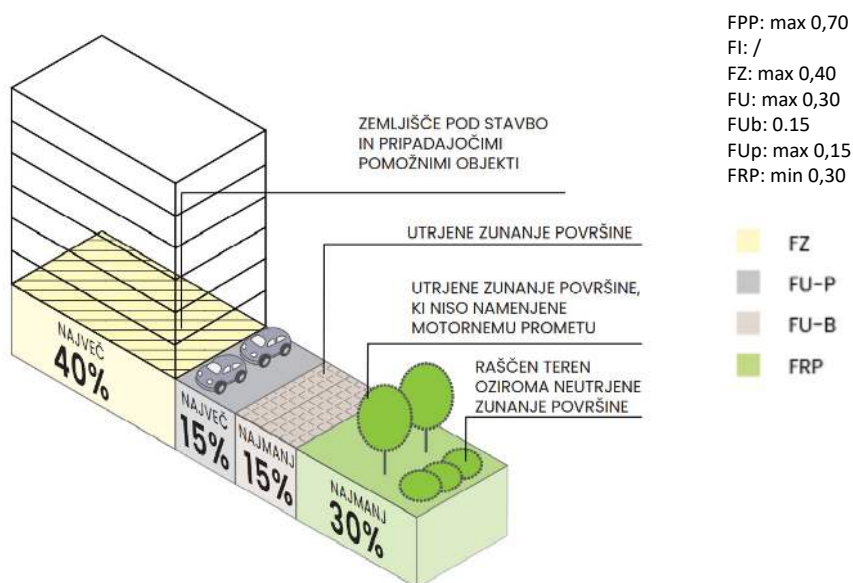 FPP: max 0,70
FI: /
FZ: max 0,40
FU: max 0,30
FUb: 0.15
FUp: max 0,15
FRP: min 0,30
ZEMLJIŠČE POD STAVBO
IN PRIPADAJOČIMI
POMOŽNIMI OBJEKTI
UTRJENE ZUNANJE POVRŠINE
UTRJENE ZUNANJE POVRŠINE,
KI NISO NAMENJENE
MOTORNEMU PROMETU
RAŠČEN TEREN
OZIROMA NEUTRJENE
ZUNANJE POVRŠINE
NAJVEČ
40%
NAJVEČ
15%
NAJMANJ
15%
NAJMANJ
30%
FZ
FU-P
FU-B
FRP